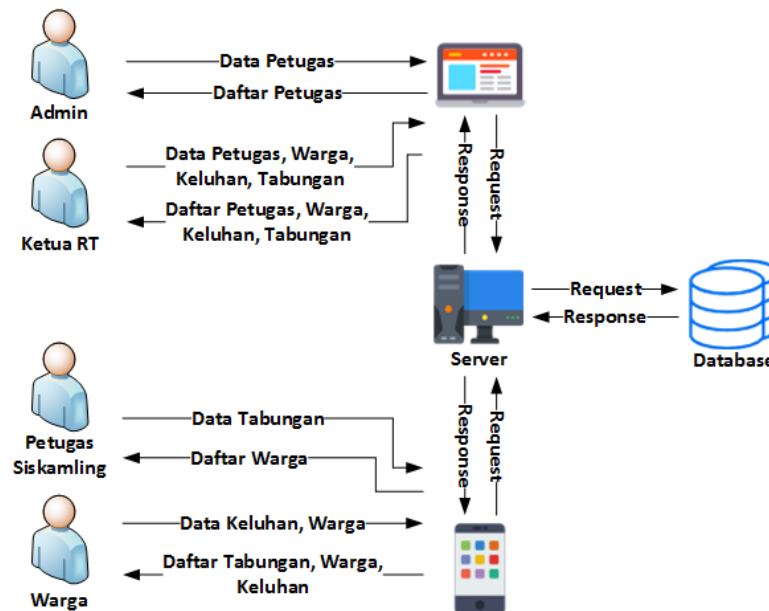 Data Petugas
Daftar Petugas
Admin
Data Petugas, Warga,
Keluhan, Tabungan
Daftar Petugas, Warga,
Keluhan, Tabungan
Ketua RT
Response
Request
Request
Response
Server
Database
Data Tabungan
Daftar Warga
Petugas
Siskamling
Response
Request
Data Keluhan, Warga
Daftar Tabungan, Warga,
Keluhan
Warga